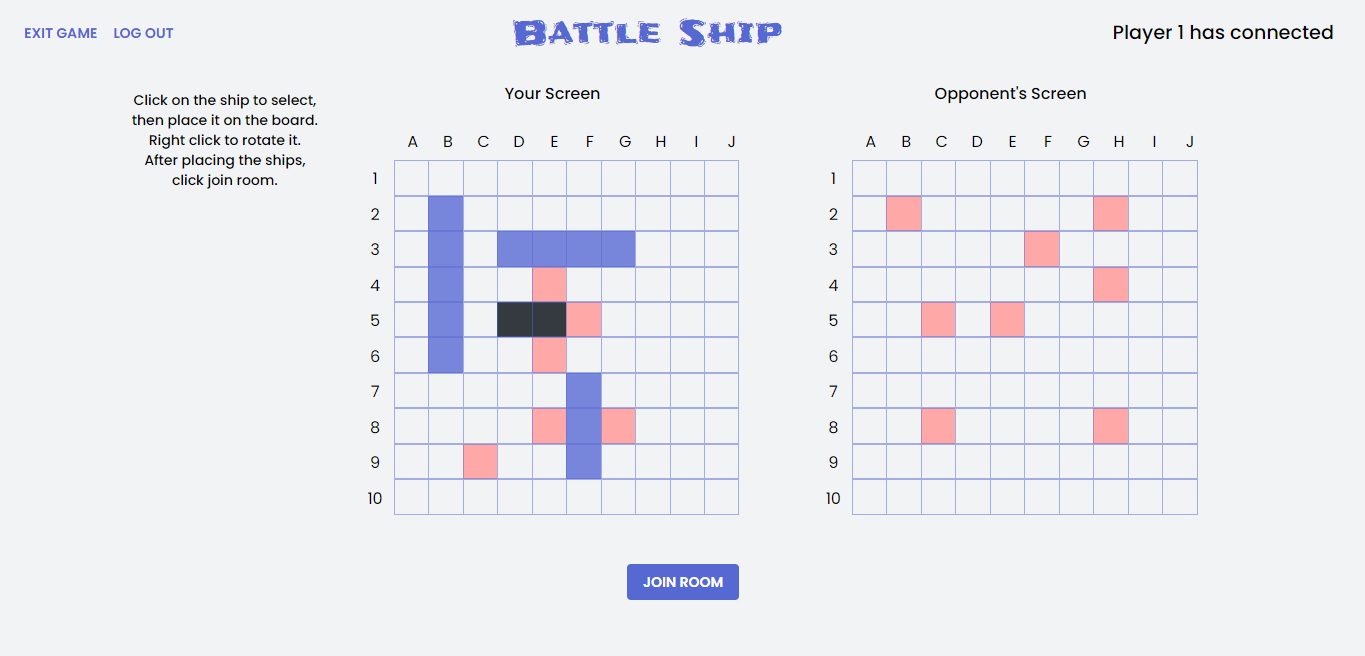 EXIT GAME LOG OUT
Battle Ship
Player 1 has connected
Click on the ship to select,
then place it on the board.
Right click to rotate it.
After placing the ships,
click join room.
Your Screen
A B C D E F G H I J
1
2
3
4
5
6
7
8
9
10
Opponent's Screen
A B C D E F G H I J
1
2
3
4
5
6
7
8
9
10
JOIN ROOM